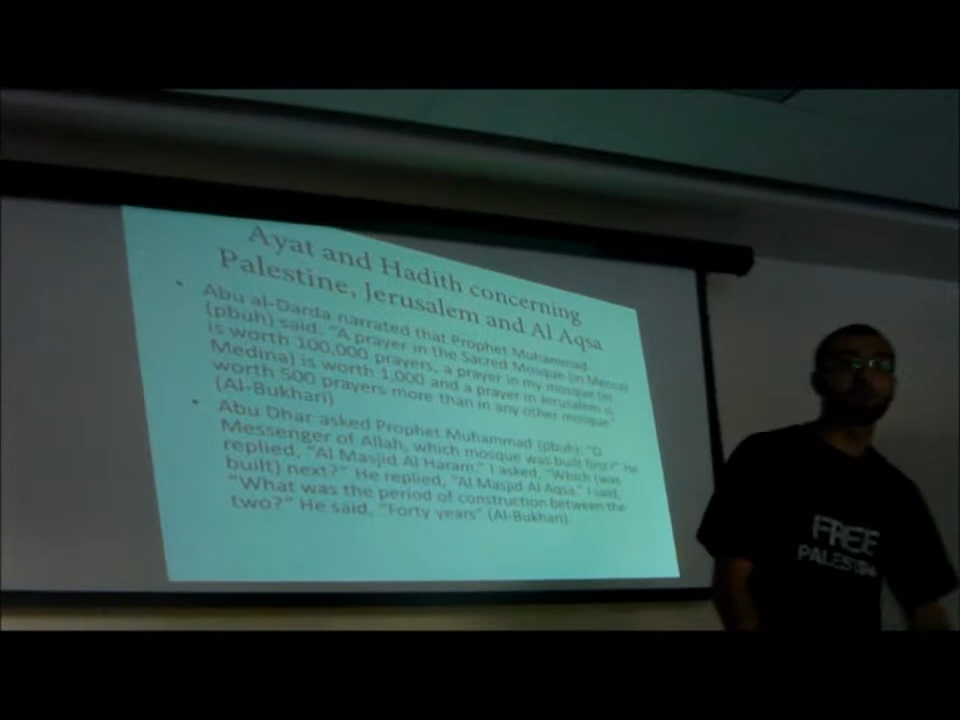 Ayat and Hadith concerning
Palestine, Jerusalem and Al Aqsa
• Abu al-Darda narrated that Prophet Muhammad
(pbuh) said: "A prayer in the Sacred Mosque (in Mecca)
is worth 100,000 prayers, a prayer in my mosque (in
Medina) is worth 1,000 and a prayer in Jerusalem is
worth 500 prayers more than in any other mosque."
(Al-Bukhari)
• Abu Dhar asked Prophet Muhammad (pbuh): "O
Messenger of Allah, which mosque was built first?" He
replied, "Al Masjid Al Haram." I asked, "Which (was
built) next?" He replied, "Al Masjid Al Aqsa." I said,
"What was the period of construction between the
two?" He said, "Forty years" (Al-Bukhari).
FREE
PALESTINE